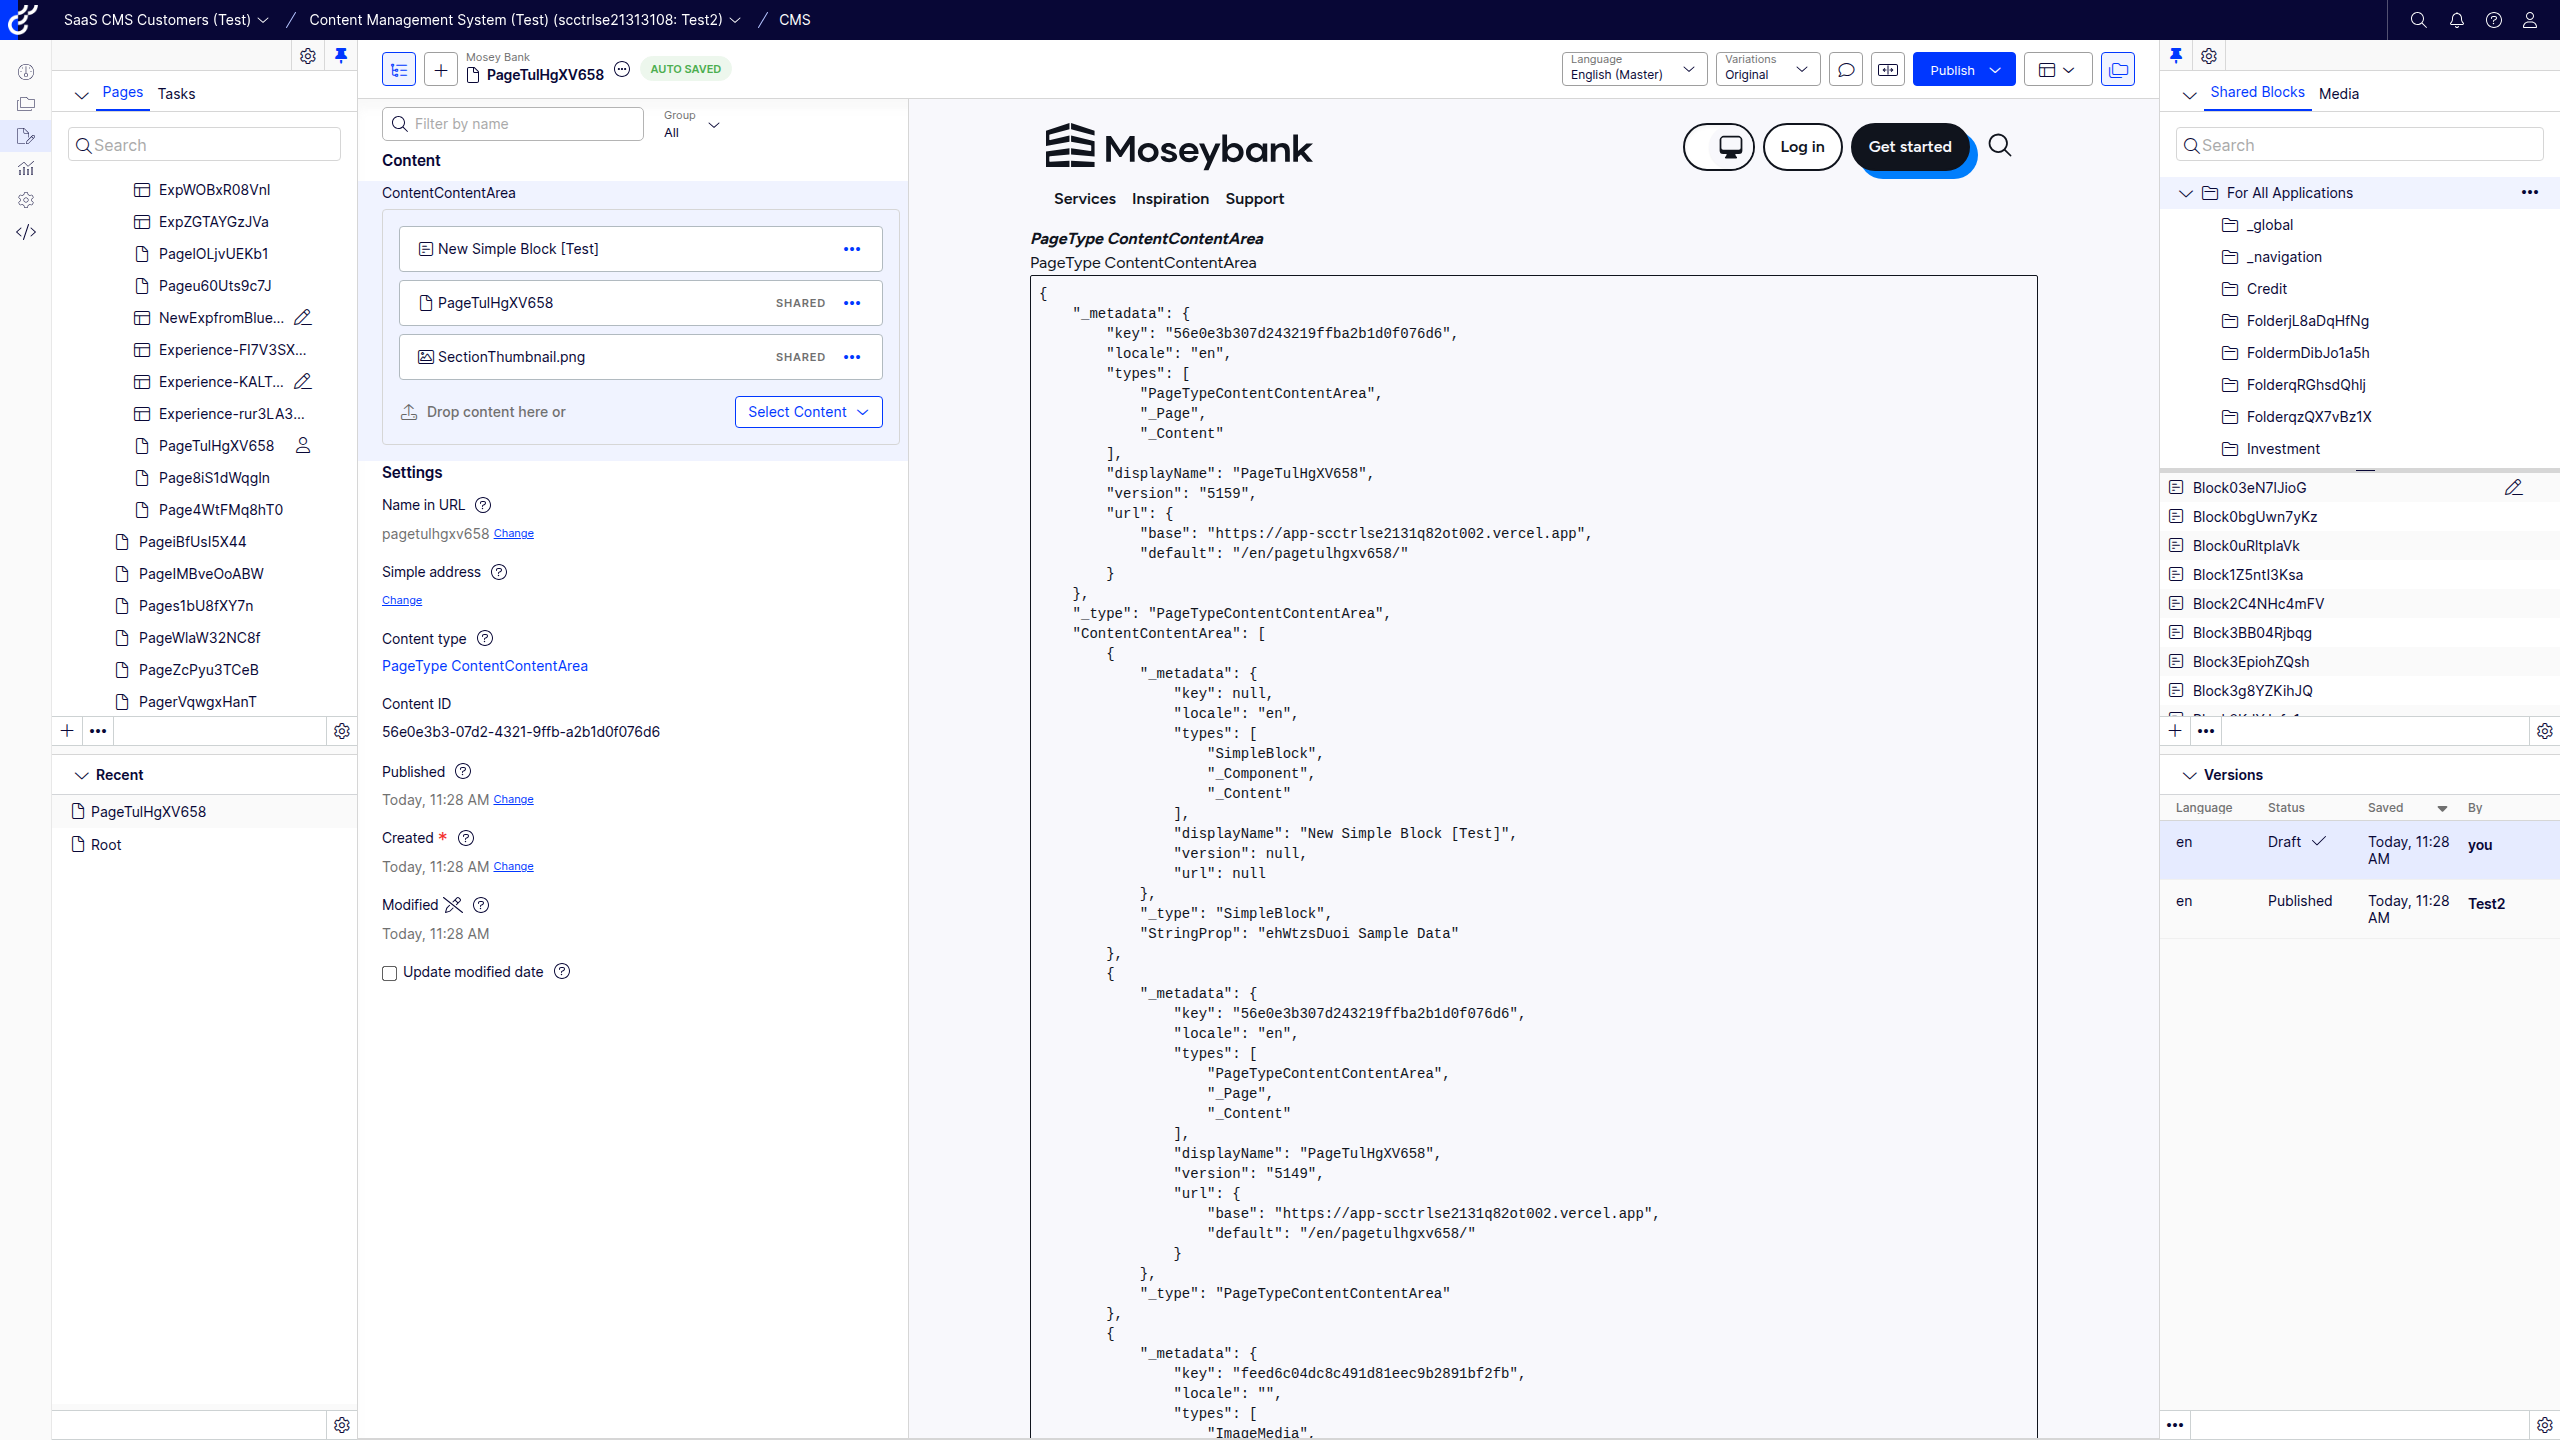 SaaS CMS Customers (Test) / Content Management System (Test) (scctrlse21313108: Test2) / CMS
Pages Tasks
Search
ExpWOBxR08VnI
ExpZGTAYGzJVa
PagelOLjvUEKb1
Pageu60Uts9c7J
NewExpfromBlue...
Experience-FI7V3SX...
Experience-KALT...
Experience-rur3LA3...
PageTulHgXV658
Page8iS1dWqgln
Page4WtFMq8hT0
PageiBfUsI5X44
PagelMBveOoABW
Pages1bU8fXY7n
PageWlaW32NC8f
PageZcPyu3TCeB
PagerVqwgxHanT
Recent
PageTulHgXV658
Root
Mosey Bank
PageTulHgXV658
AUTO SAVED
Language
English (Master)
Variations
Original
Publish
Filter by name
Group
All
Content
ContentContentArea
New Simple Block [Test]
PageTulHgXV658 SHARED
SectionThumbnail.png SHARED
Drop content here or Select Content
Settings
Name in URL
pagetulhgxv658 Change
Simple address
Change
Content type
PageType ContentContentArea
Content ID
56e0e3b3-07d2-4321-9ffb-a2b1d0f076d6
Published
Today, 11:28 AM Change
Created *
Today, 11:28 AM Change
Modified
Today, 11:28 AM
Update modified date
Moseybank
Log in
Get started
Services Inspiration Support
PageType ContentContentArea
PageType ContentContentArea
{
"_metadata": {
"key": "56e0e3b307d243219ffba2b1d0f076d6",
"locale": "en",
"types": [
"PageTypeContentContentArea",
"_Page",
"_Content"
],
"displayName": "PageTulHgXV658",
"version": "5159",
"url": {
"base": "https://app-scctrlse2131q82ot002.vercel.app",
"default": "/en/pagetulhgxv658/"
}
},
"_type": "PageTypeContentContentArea",
"ContentContentArea": [
{
"_metadata": {
"key": null,
"locale": "en",
"types": [
"SimpleBlock",
"_Component",
"_Content"
],
"displayName": "New Simple Block [Test]",
"version": null,
"url": null
},
"_type": "SimpleBlock",
"StringProp": "ehWtzsDuoi Sample Data"
},
{
"_metadata": {
"key": "56e0e3b307d243219ffba2b1d0f076d6",
"locale": "en",
"types": [
"PageTypeContentContentArea",
"_Page",
"_Content"
],
"displayName": "PageTulHgXV658",
"version": "5149",
"url": {
"base": "https://app-scctrlse2131q82ot002.vercel.app",
"default": "/en/pagetulhgxv658/"
}
},
"_type": "PageTypeContentContentArea"
},
{
"_metadata": {
"key": "feed6c04dc8c491d81eec9b2891bf2fb",
"locale": "",
"types": [
"ImageMedia",
Shared Blocks Media
Search
For All Applications
_global
_navigation
Credit
FolderjL8aDqHfNg
FoldermDibJo1a5h
FolderqRGhsdQhlj
FolderqzQX7vBz1X
Investment
Block03eN7lJioG
Block0bgUwn7yKz
Block0uRltplaVk
Block1Z5ntI3Ksa
Block2C4NHc4mFV
Block3BB04Rjbqg
Block3EpiohZQsh
Block3g8YZKihJQ
Versions
Language Status Saved By
en Draft Today, 11:28 AM you
en Published Today, 11:28 AM Test2